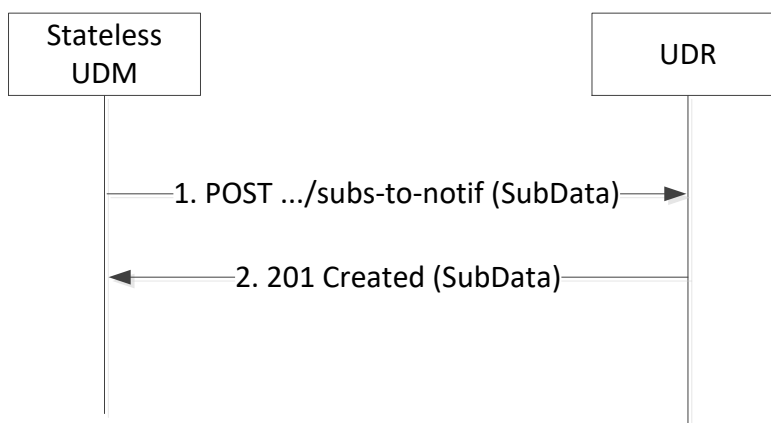 Stateless
UDM
UDR
1. POST .../subs-to-notif (SubData)
2. 201 Created (SubData)